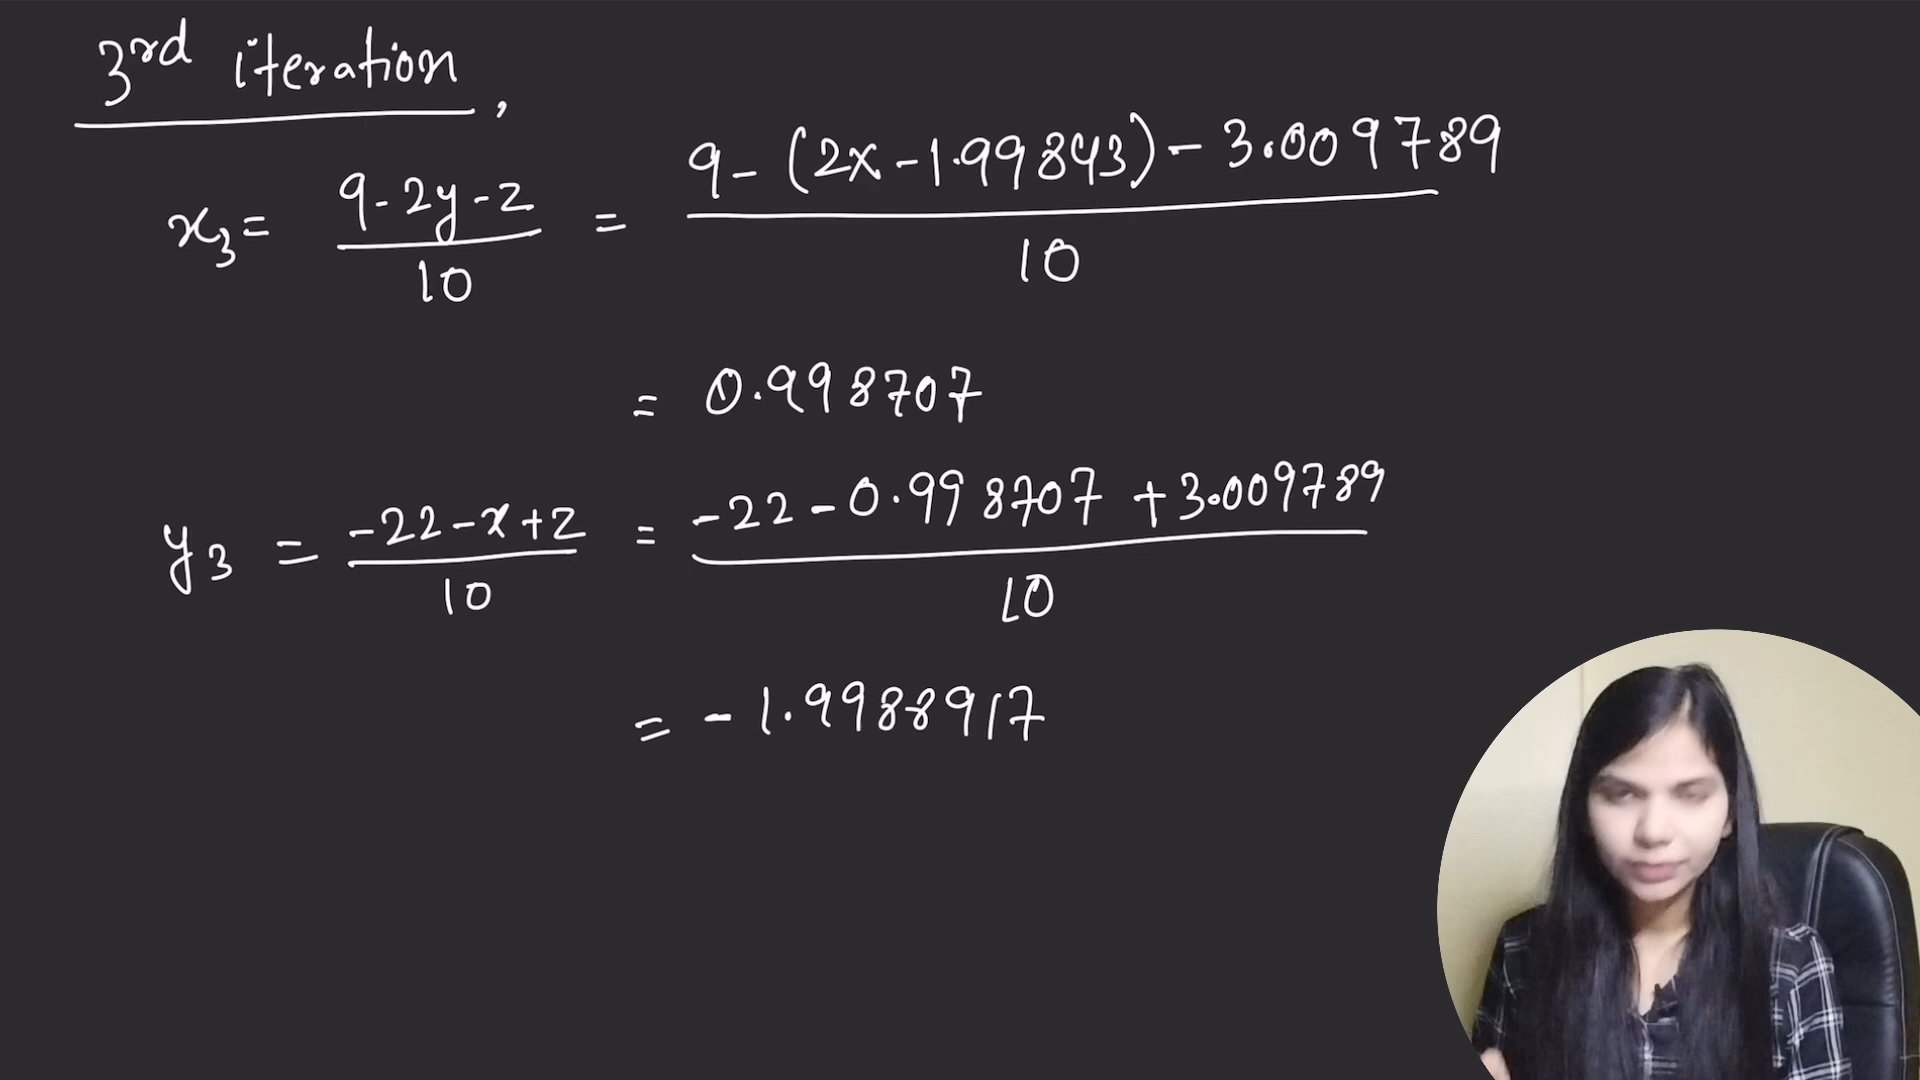 3rd iteration,
x₃ = (9-2y-z)/10 = (9-(2x-1.99843)-3.009789)/10
= 0.998707
y₃ = (-22-x+z)/10 = (-22-0.998707+3.009789)/10
= -1.9988917